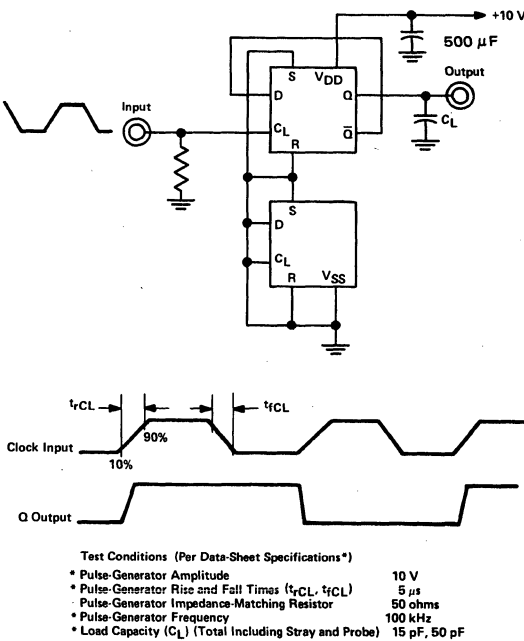 +10 V
500 μF
Output
S
VDD
D
Q
Input
CL
Q̅
CL
R
S
D
CL
R
VSS
trCL
tfCL
90%
Clock Input
10%
Q Output
Test Conditions (Per Data-Sheet Specifications*)
* Pulse-Generator Amplitude 10 V
* Pulse-Generator Rise and Fall Times (trCL, tfCL) 5 μs
Pulse-Generator Impedance-Matching Resistor 50 ohms
* Pulse-Generator Frequency 100 kHz
* Load Capacity (CL) (Total Including Stray and Probe) 15 pF, 50 pF